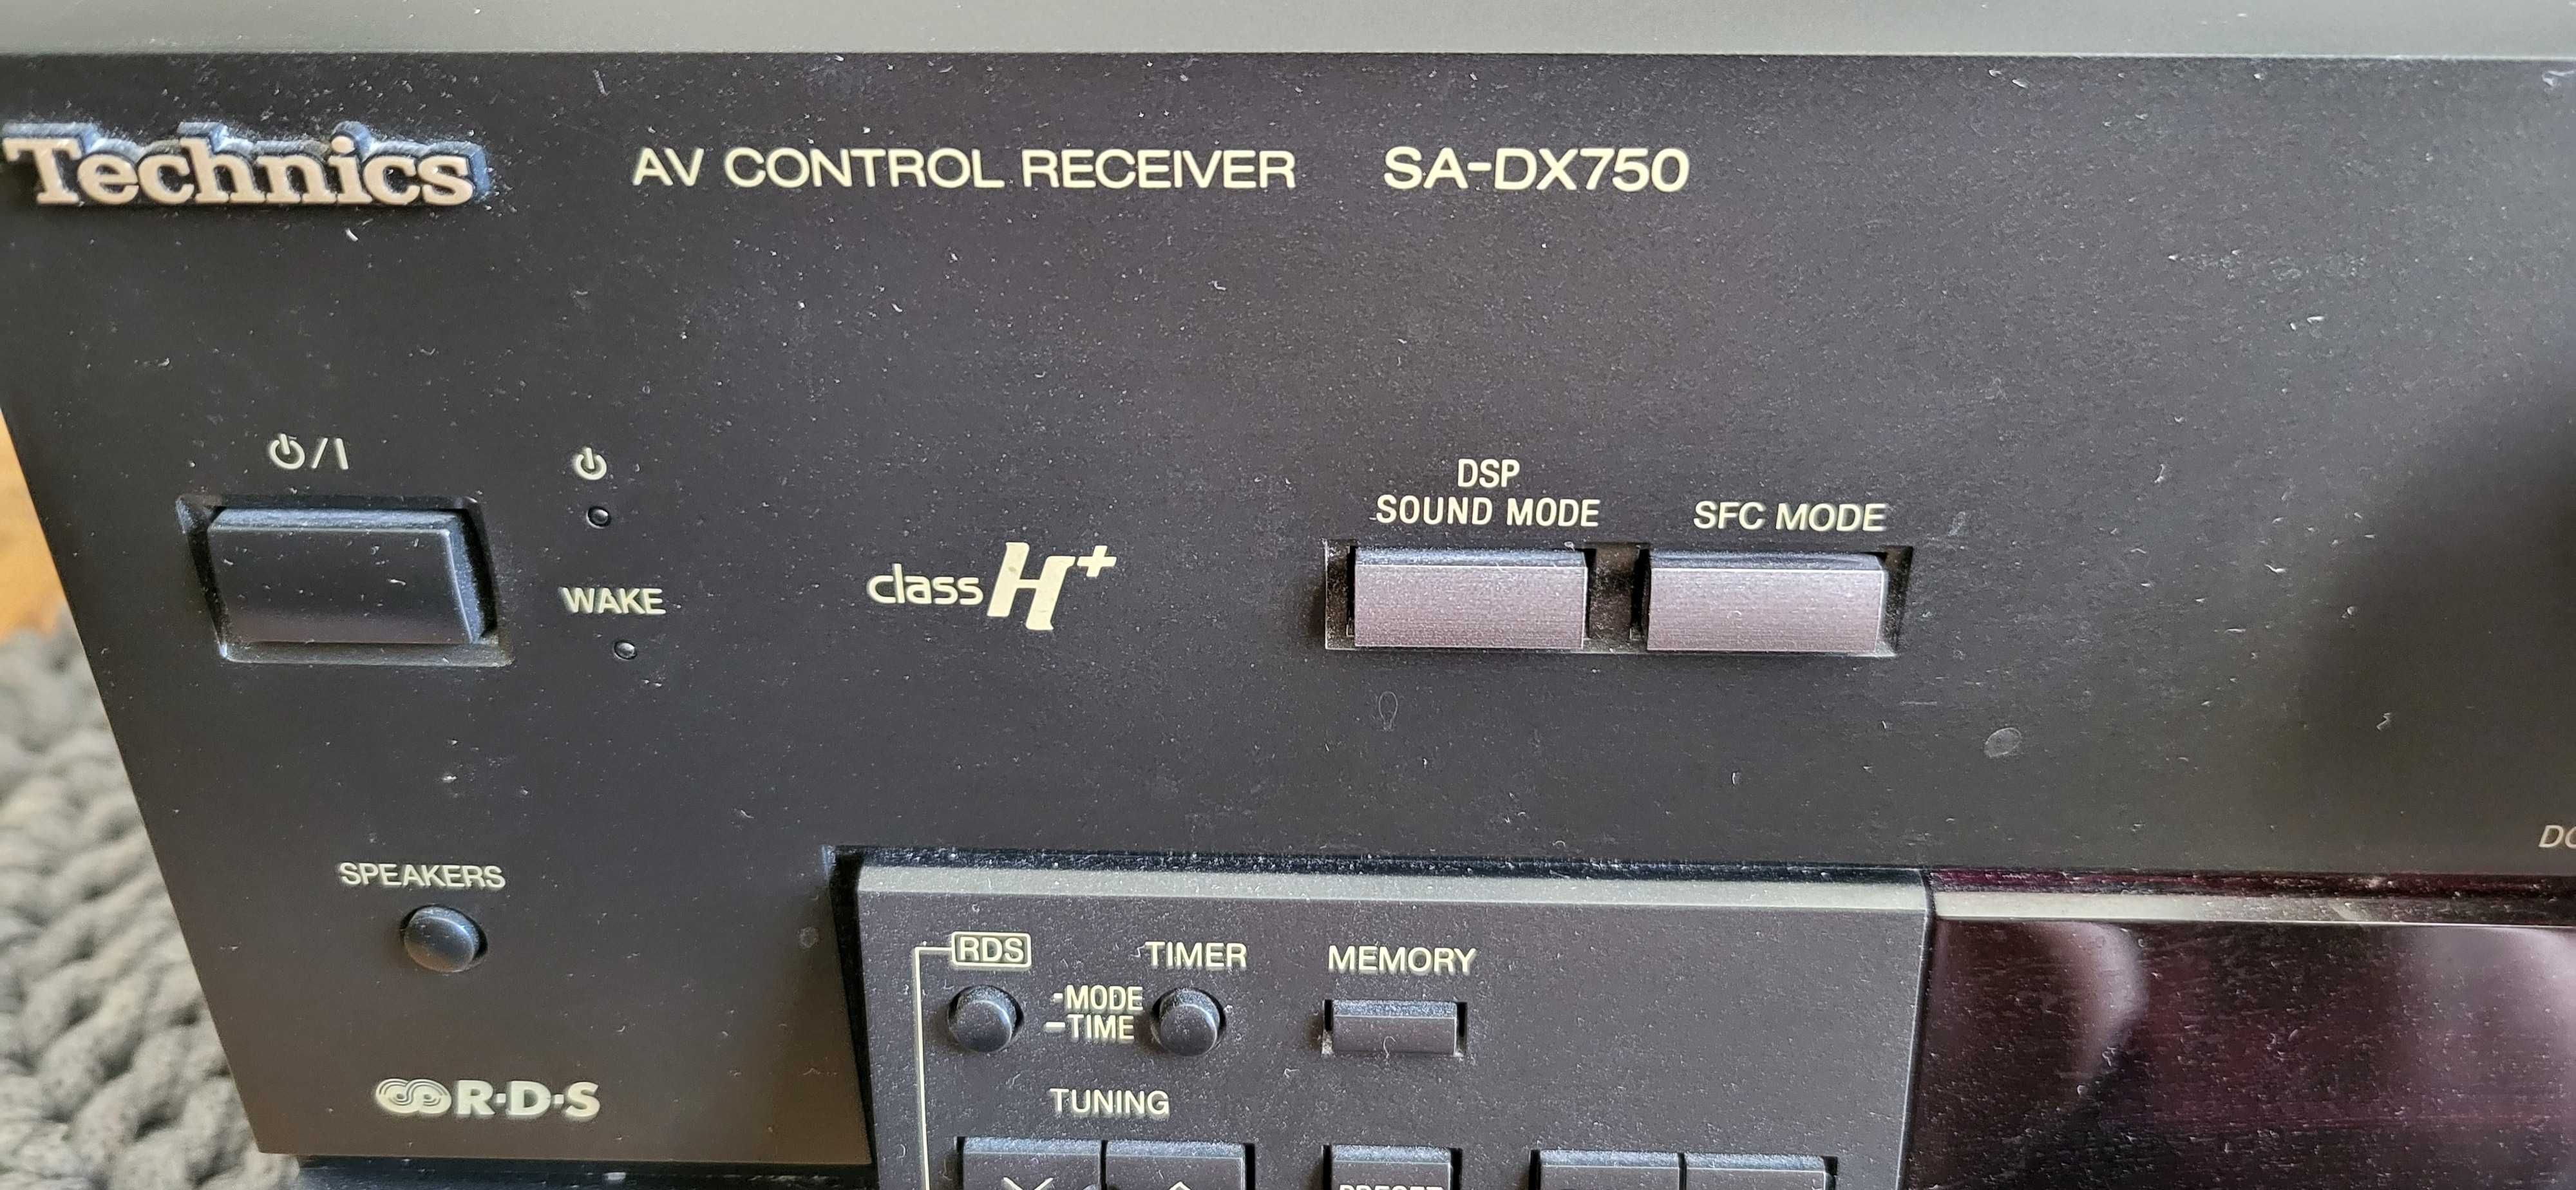 Technics AV CONTROL RECEIVER SA-DX750
⏻/I ⏻
DSP
SOUND MODE SFC MODE
WAKE
class H+
SPEAKERS
RDS TIMER MEMORY
-MODE
-TIME
R·D·S
TUNING